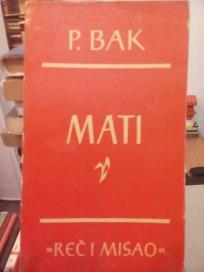 P. BAK
MATI
»REČ I MISAO«